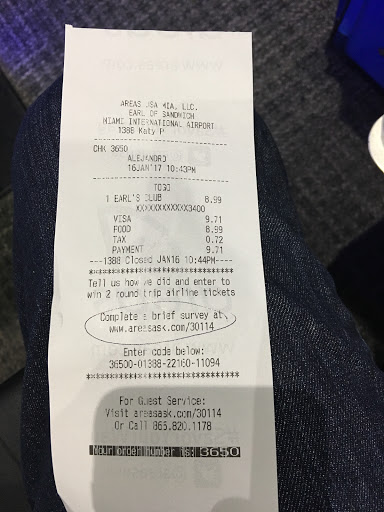 AREAS USA MIA, LLC.
EARL OF SANDWICH
MIAMI INTERNATIONAL AIRPORT
1388 Katy P
CHK 3650
ALEJANDRO
16JAN'17 10:43PM
TOGO
1 EARL'S CLUB 8.99
XXXXXXXXXXXX3400
VISA 9.71
FOOD 8.99
TAX 0.72
PAYMENT 9.71
---1388 Closed JAN16 10:44PM----
********************************
Tell us how we did and enter to
win 2 round trip airline tickets
Complete a brief survey at
www.areasask.com/30114
Enter code below:
36500-01388-22160-11094
********************************
For Guest Service:
Visit areasask.com/30114
Or Call 865.820.1178
Your order number is: 3650